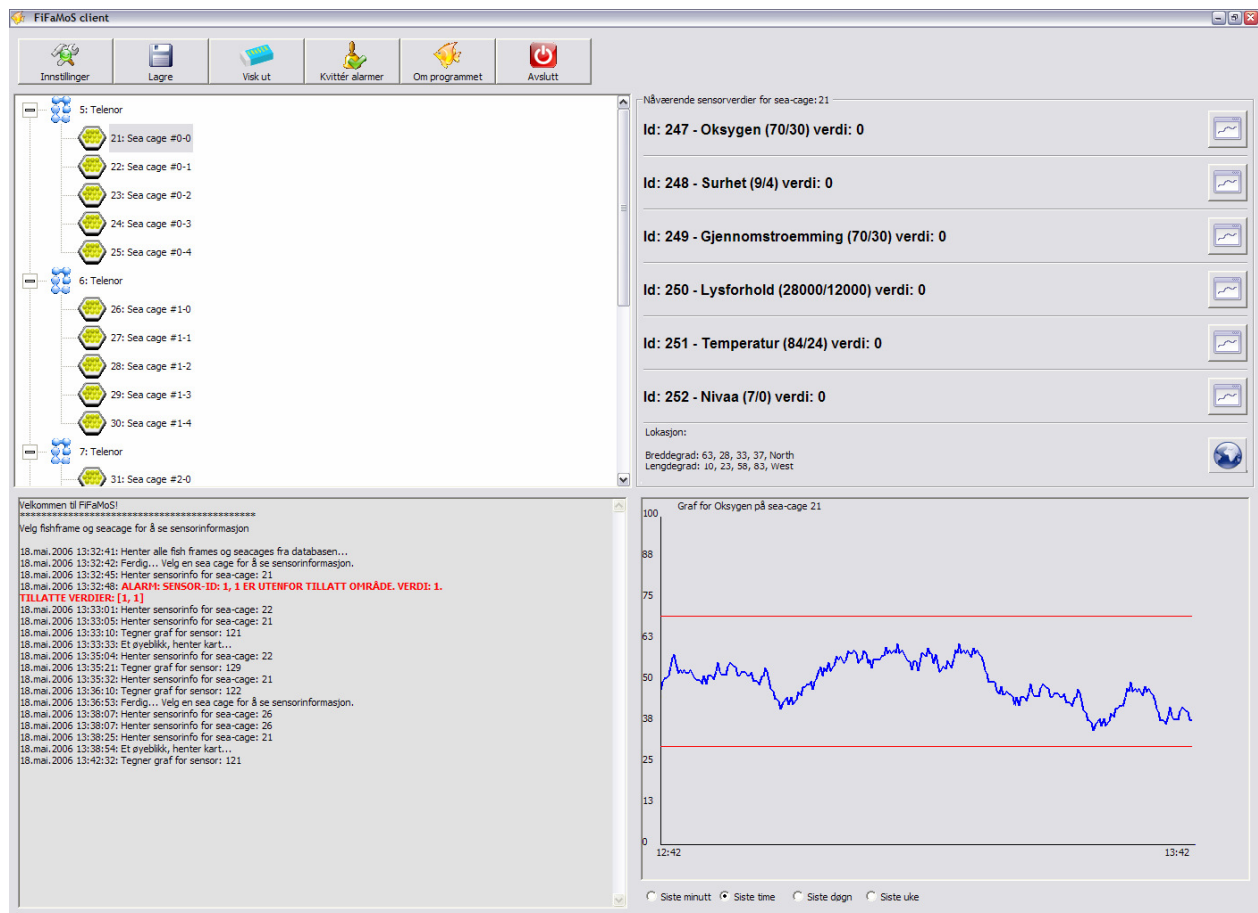 FiFaMoS client
Innstillinger
Lagre
Visk ut
Kvittér alarmer
Om programmet
Avslutt
5: Telenor
21: Sea cage #0-0
22: Sea cage #0-1
23: Sea cage #0-2
24: Sea cage #0-3
25: Sea cage #0-4
6: Telenor
26: Sea cage #1-0
27: Sea cage #1-1
28: Sea cage #1-2
29: Sea cage #1-3
30: Sea cage #1-4
7: Telenor
31: Sea cage #2-0
Nåværende sensorverdier for sea-cage: 21
Id: 247 - Oksygen (70/30) verdi: 0
Id: 248 - Surhet (9/4) verdi: 0
Id: 249 - Gjennomstroemming (70/30) verdi: 0
Id: 250 - Lysforhold (28000/12000) verdi: 0
Id: 251 - Temperatur (84/24) verdi: 0
Id: 252 - Nivaa (7/0) verdi: 0
Lokasjon:
Breddegrad: 63, 28, 33, 37, North
Lengdegrad: 10, 23, 58, 83, West
Velkommen til FiFaMoS!
*********************************************
Velg fishframe og seacage for å se sensorinformasjon
18.mai.2006 13:32:41: Henter alle fish frames og seacages fra databasen...
18.mai.2006 13:32:42: Ferdig... Velg en sea cage for å se sensorinformasjon.
18.mai.2006 13:32:45: Henter sensorinfo for sea-cage: 21
18.mai.2006 13:32:48: ALARM: SENSOR-ID: 1, 1 ER UTENFOR TILLATT OMRÅDE. VERDI: 1.
TILLATTE VERDIER: [1, 1]
18.mai.2006 13:33:01: Henter sensorinfo for sea-cage: 22
18.mai.2006 13:33:05: Henter sensorinfo for sea-cage: 21
18.mai.2006 13:33:10: Tegner graf for sensor: 121
18.mai.2006 13:33:33: Et øyeblikk, henter kart...
18.mai.2006 13:35:04: Henter sensorinfo for sea-cage: 22
18.mai.2006 13:35:21: Tegner graf for sensor: 129
18.mai.2006 13:35:32: Henter sensorinfo for sea-cage: 21
18.mai.2006 13:36:10: Tegner graf for sensor: 122
18.mai.2006 13:36:53: Ferdig... Velg en sea cage for å se sensorinformasjon.
18.mai.2006 13:38:07: Henter sensorinfo for sea-cage: 26
18.mai.2006 13:38:07: Henter sensorinfo for sea-cage: 26
18.mai.2006 13:38:25: Henter sensorinfo for sea-cage: 21
18.mai.2006 13:38:54: Et øyeblikk, henter kart...
18.mai.2006 13:42:32: Tegner graf for sensor: 121
Graf for Oksygen på sea-cage 21
100
88
75
63
50
38
25
13
0
12:42
13:42
Siste minutt
Siste time
Siste døgn
Siste uke